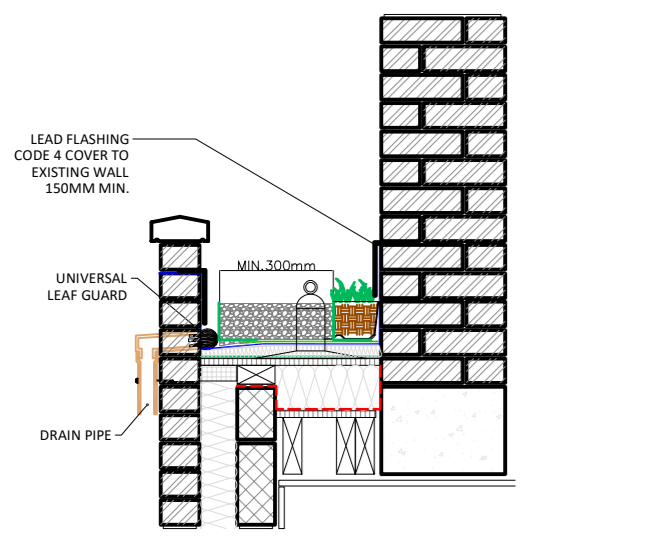 LEAD FLASHING
CODE 4 COVER TO
EXISTING WALL
150MM MIN.
MIN.300mm
UNIVERSAL
LEAF GUARD
DRAIN PIPE